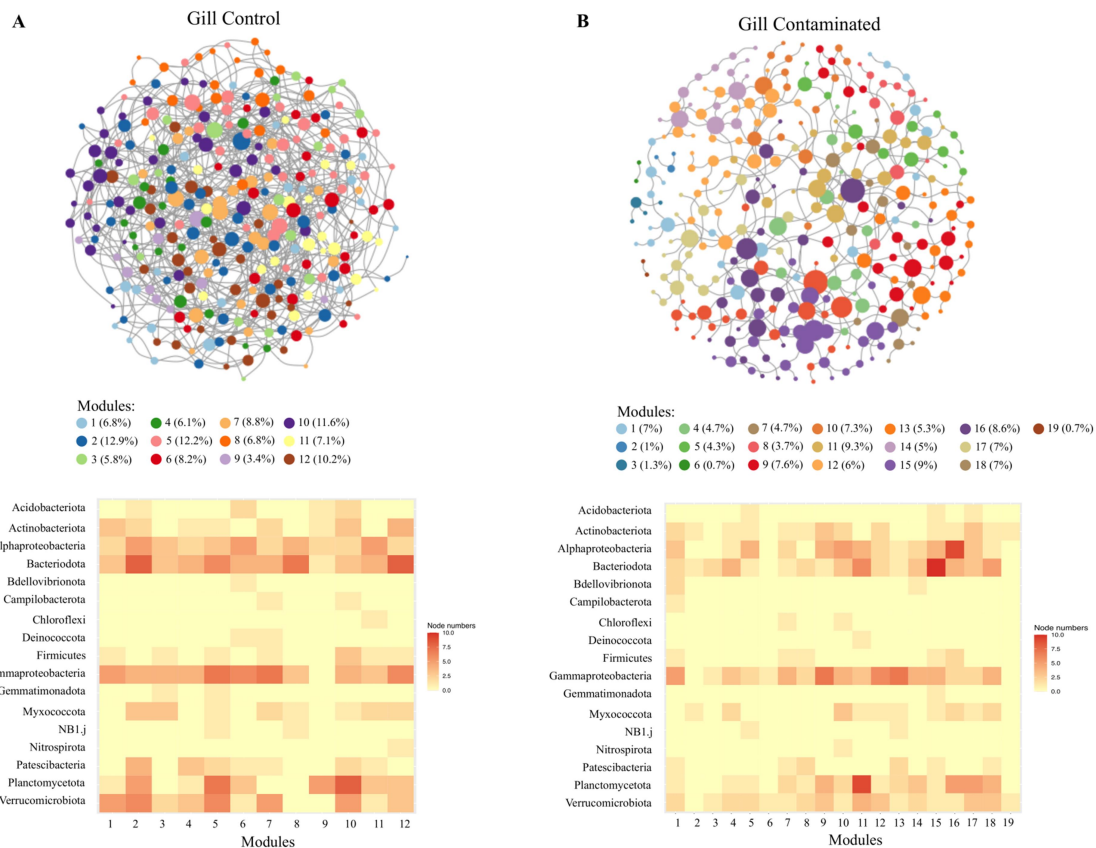 A
Gill Control
Modules:
1 (6.8%) 4 (6.1%) 7 (8.8%) 10 (11.6%)
2 (12.9%) 5 (12.2%) 8 (6.8%) 11 (7.1%)
3 (5.8%) 6 (8.2%) 9 (3.4%) 12 (10.2%)
Acidobacteriota
Actinobacteriota
lphaproteobacteria
Bacteriodota
Bdellovibrionota
Campilobacterota
Chloroflexi
Deinococcota
Firmicutes
mmaproteobacteria
Gemmatimonadota
Myxococcota
NB1.j
Nitrospirota
Patescibacteria
Planctomycetota
Verrucomicrobiota
1 2 3 4 5 6 7 8 9 10 11 12
Modules
Node numbers
10.0
7.5
5.0
2.5
0.0
B
Gill Contaminated
Modules:
1 (7%) 4 (4.7%) 7 (4.7%) 10 (7.3%) 13 (5.3%) 16 (8.6%) 19 (0.7%)
2 (1%) 5 (4.3%) 8 (3.7%) 11 (9.3%) 14 (5%) 17 (7%)
3 (1.3%) 6 (0.7%) 9 (7.6%) 12 (6%) 15 (9%) 18 (7%)
Acidobacteriota
Actinobacteriota
Alphaproteobacteria
Bacteriodota
Bdellovibrionota
Campilobacterota
Chloroflexi
Deinococcota
Firmicutes
Gammaproteobacteria
Gemmatimonadota
Myxococcota
NB1.j
Nitrospirota
Patescibacteria
Planctomycetota
Verrucomicrobiota
1 2 3 4 5 6 7 8 9 10 11 12 13 14 15 16 17 18 19
Modules
Node numbers
10.0
7.5
5.0
2.5
0.0